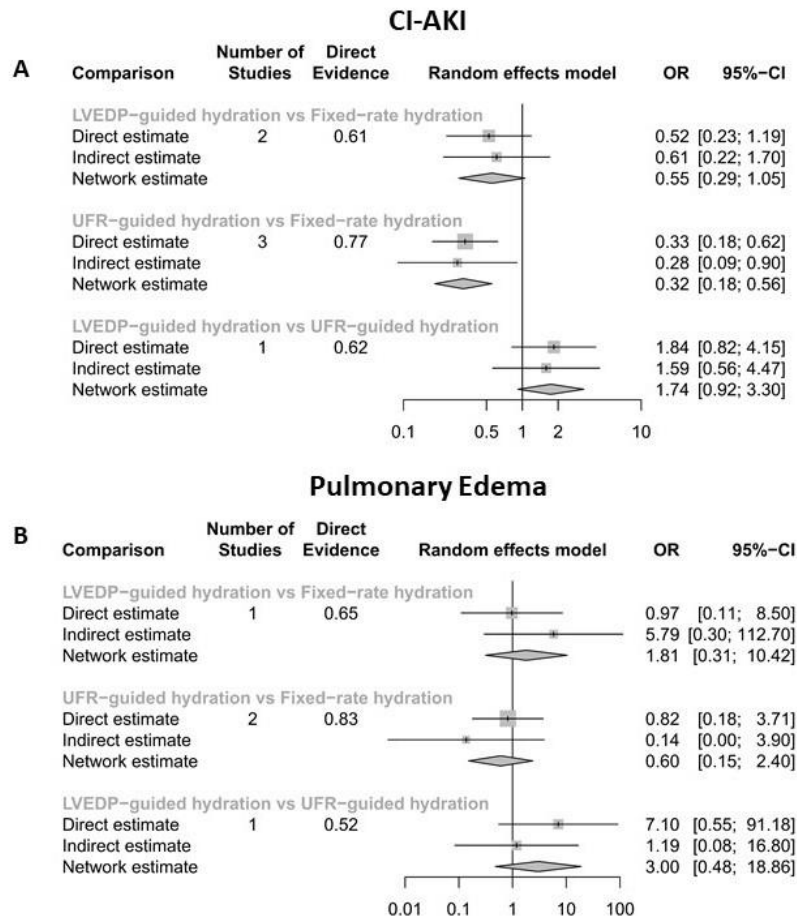 CI-AKI
A
Number of Direct
Comparison Studies Evidence Random effects model OR 95%−CI
LVEDP−guided hydration vs Fixed−rate hydration
Direct estimate 2 0.61 0.52 [0.23; 1.19]
Indirect estimate 0.61 [0.22; 1.70]
Network estimate 0.55 [0.29; 1.05]
UFR−guided hydration vs Fixed−rate hydration
Direct estimate 3 0.77 0.33 [0.18; 0.62]
Indirect estimate 0.28 [0.09; 0.90]
Network estimate 0.32 [0.18; 0.56]
LVEDP−guided hydration vs UFR−guided hydration
Direct estimate 1 0.62 1.84 [0.82; 4.15]
Indirect estimate 1.59 [0.56; 4.47]
Network estimate 1.74 [0.92; 3.30]
0.1 0.5 1 2 10
Pulmonary Edema
B
Number of Direct
Comparison Studies Evidence Random effects model OR 95%−CI
LVEDP−guided hydration vs Fixed−rate hydration
Direct estimate 1 0.65 0.97 [0.11; 8.50]
Indirect estimate 5.79 [0.30; 112.70]
Network estimate 1.81 [0.31; 10.42]
UFR−guided hydration vs Fixed−rate hydration
Direct estimate 2 0.83 0.82 [0.18; 3.71]
Indirect estimate 0.14 [0.00; 3.90]
Network estimate 0.60 [0.15; 2.40]
LVEDP−guided hydration vs UFR−guided hydration
Direct estimate 1 0.52 7.10 [0.55; 91.18]
Indirect estimate 1.19 [0.08; 16.80]
Network estimate 3.00 [0.48; 18.86]
0.01 0.1 1 10 100